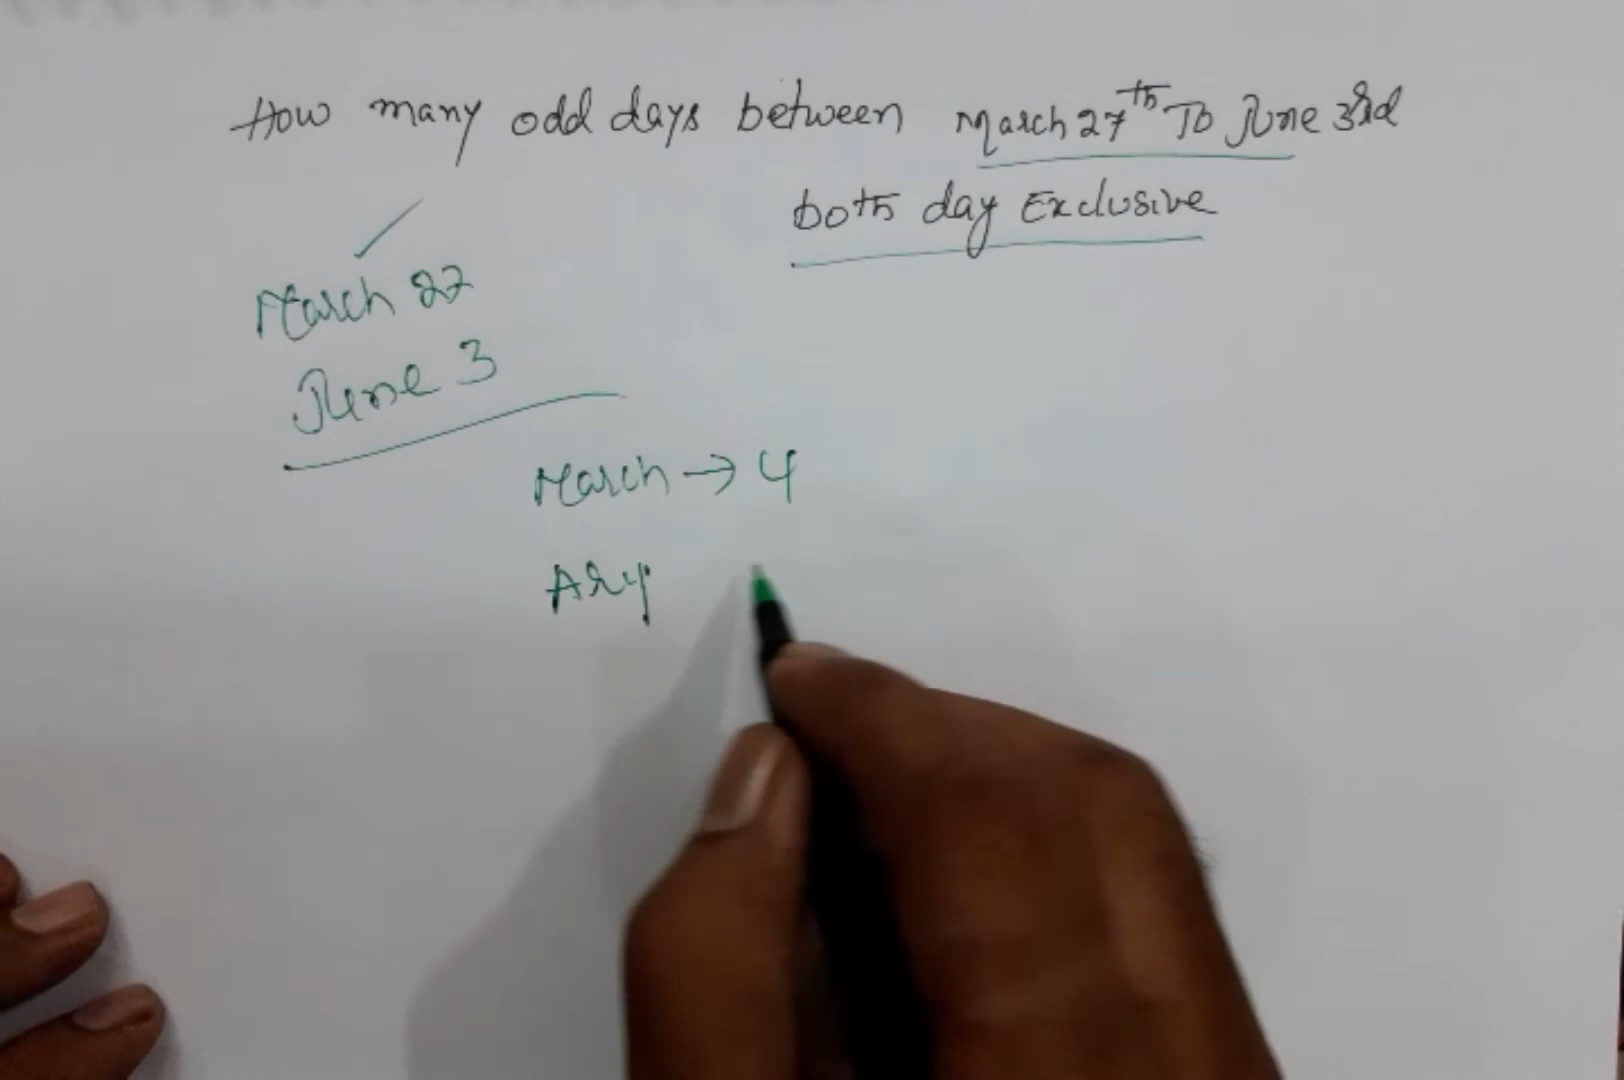 How many odd days between March 27th To June 3rd
both day Exclusive
March 27
June 3
March → 4